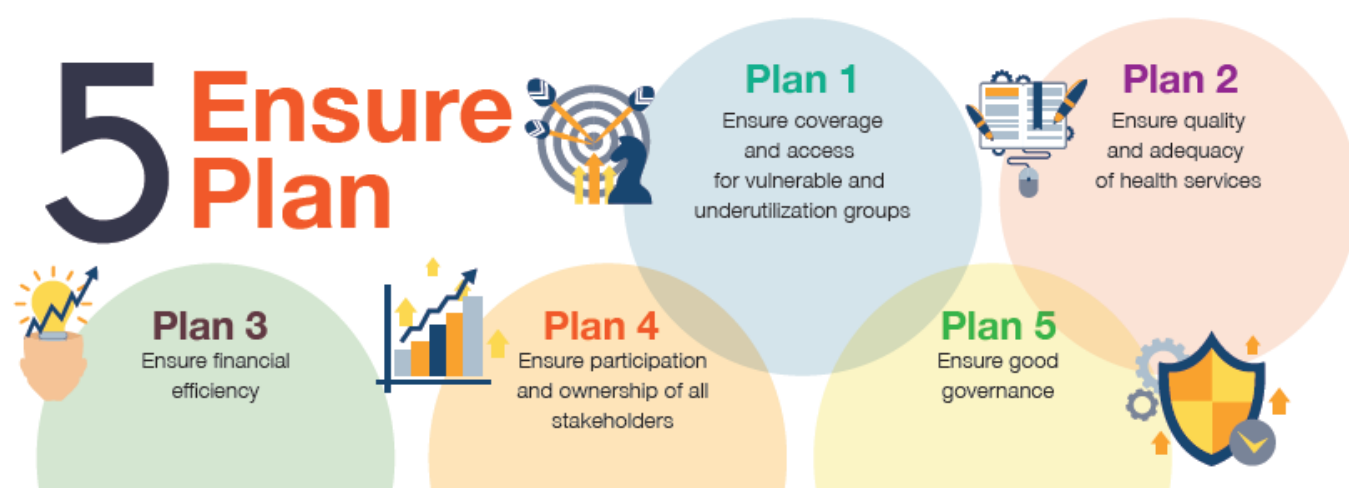 5 Ensure
Plan
Plan 1
Ensure coverage
and access
for vulnerable and
underutilization groups
Plan 2
Ensure quality
and adequacy
of health services
Plan 3
Ensure financial
efficiency
Plan 4
Ensure participation
and ownership of all
stakeholders
Plan 5
Ensure good
governance